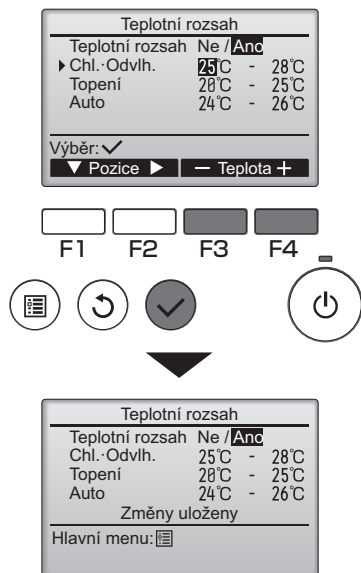 Teplotní rozsah
Teplotní rozsah Ne / Ano
Chl.·Odvlh. 25°C - 28°C
Topení 20°C - 25°C
Auto 24°C - 26°C
Výběr: ✓
▼ Pozice ▶ — Teplota +
F1 F2 F3 F4
Teplotní rozsah
Teplotní rozsah Ne / Ano
Chl.·Odvlh. 25°C - 28°C
Topení 20°C - 25°C
Auto 24°C - 26°C
Změny uloženy
Hlavní menu: